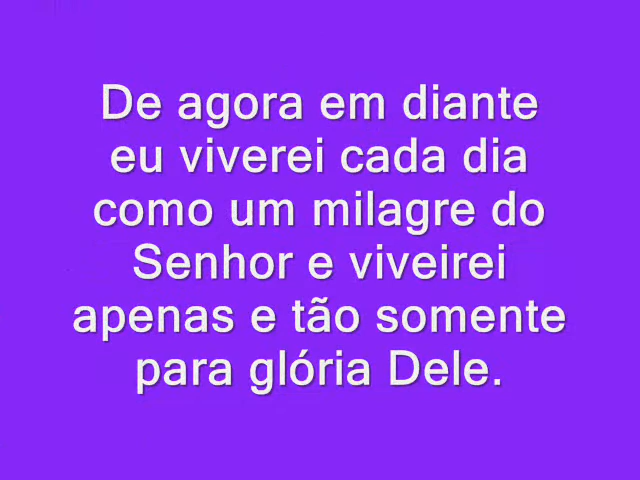 De agora em diante
eu viverei cada dia
como um milagre do
Senhor e viveirei
apenas e tão somente
para glória Dele.